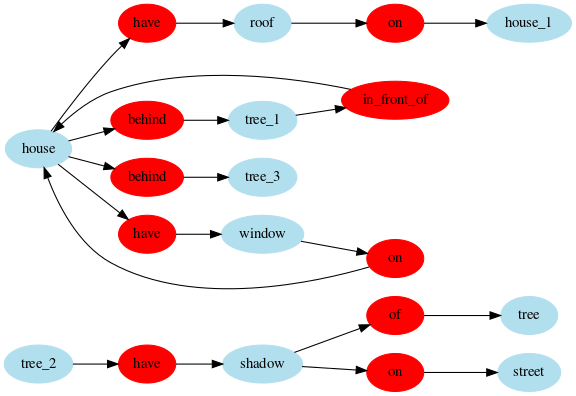 have roof on house_1
in_front_of
behind tree_1
house
behind tree_3
have window
on
of tree
tree_2 have shadow
on street